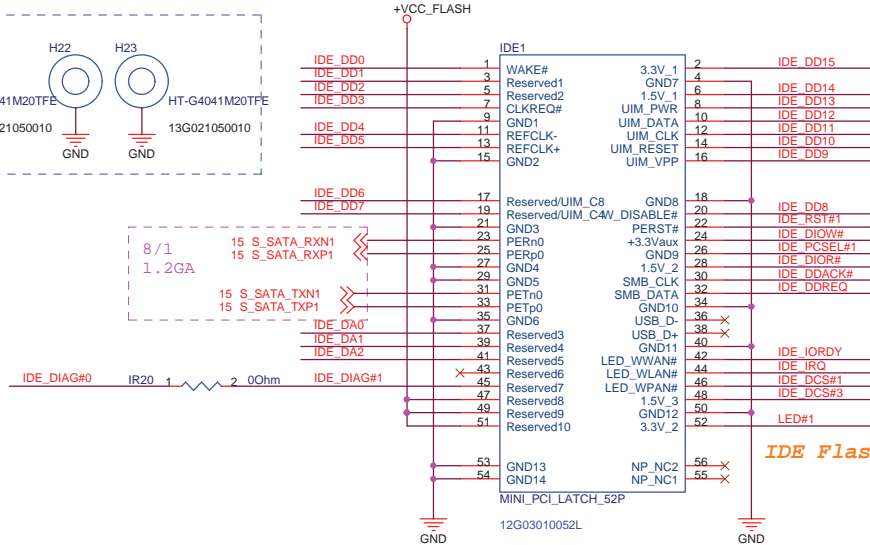 +VCC_FLASH
H22 H23
41M20TFE HT-G4041M20TFE
21050010 13G021050010
GND GND
IDE1
IDE_DD0 1 WAKE# 3.3V_1 2 IDE_DD15
IDE_DD1 3 Reserved1 GND7 4
IDE_DD2 5 Reserved2 1.5V_1 6 IDE_DD14
IDE_DD3 7 CLKREQ# UIM_PWR 8 IDE_DD13
9 GND1 UIM_DATA 10 IDE_DD12
IDE_DD4 11 REFCLK- UIM_CLK 12 IDE_DD11
IDE_DD5 13 REFCLK+ UIM_RESET 14 IDE_DD10
15 GND2 UIM_VPP 16 IDE_DD9
IDE_DD6 17 Reserved/UIM_C8 GND8 18
IDE_DD7 19 Reserved/UIM_C4 W_DISABLE# 20 IDE_DD8
21 GND3 PERST# 22 IDE_RST#1
15 S_SATA_RXN1 23 PERn0 +3.3Vaux 24 IDE_DIOW#
15 S_SATA_RXP1 25 PERp0 GND9 26 IDE_PCSEL#1
27 GND4 1.5V_2 28 IDE_DIOR#
29 GND5 SMB_CLK 30 IDE_DDACK#
15 S_SATA_TXN1 31 PETn0 SMB_DATA 32 IDE_DDREQ
15 S_SATA_TXP1 33 PETp0 GND10 34
35 GND6 USB_D- 36
IDE_DA0 37 Reserved3 USB_D+ 38
IDE_DA1 39 Reserved4 GND11 40
IDE_DA2 41 Reserved5 LED_WWAN# 42 IDE_IORDY
43 Reserved6 LED_WLAN# 44 IDE_IRQ
IDE_DIAG#0 IR20 1 2 0Ohm IDE_DIAG#1 45 Reserved7 LED_WPAN# 46 IDE_DCS#1
47 Reserved8 1.5V_3 48 IDE_DCS#3
49 Reserved9 GND12 50
51 Reserved10 3.3V_2 52 LED#1
53 GND13 NP_NC2 56
54 GND14 NP_NC1 55
8/1
1.2GA
IDE Flas
MINI_PCI_LATCH_52P
12G03010052L
GND GND